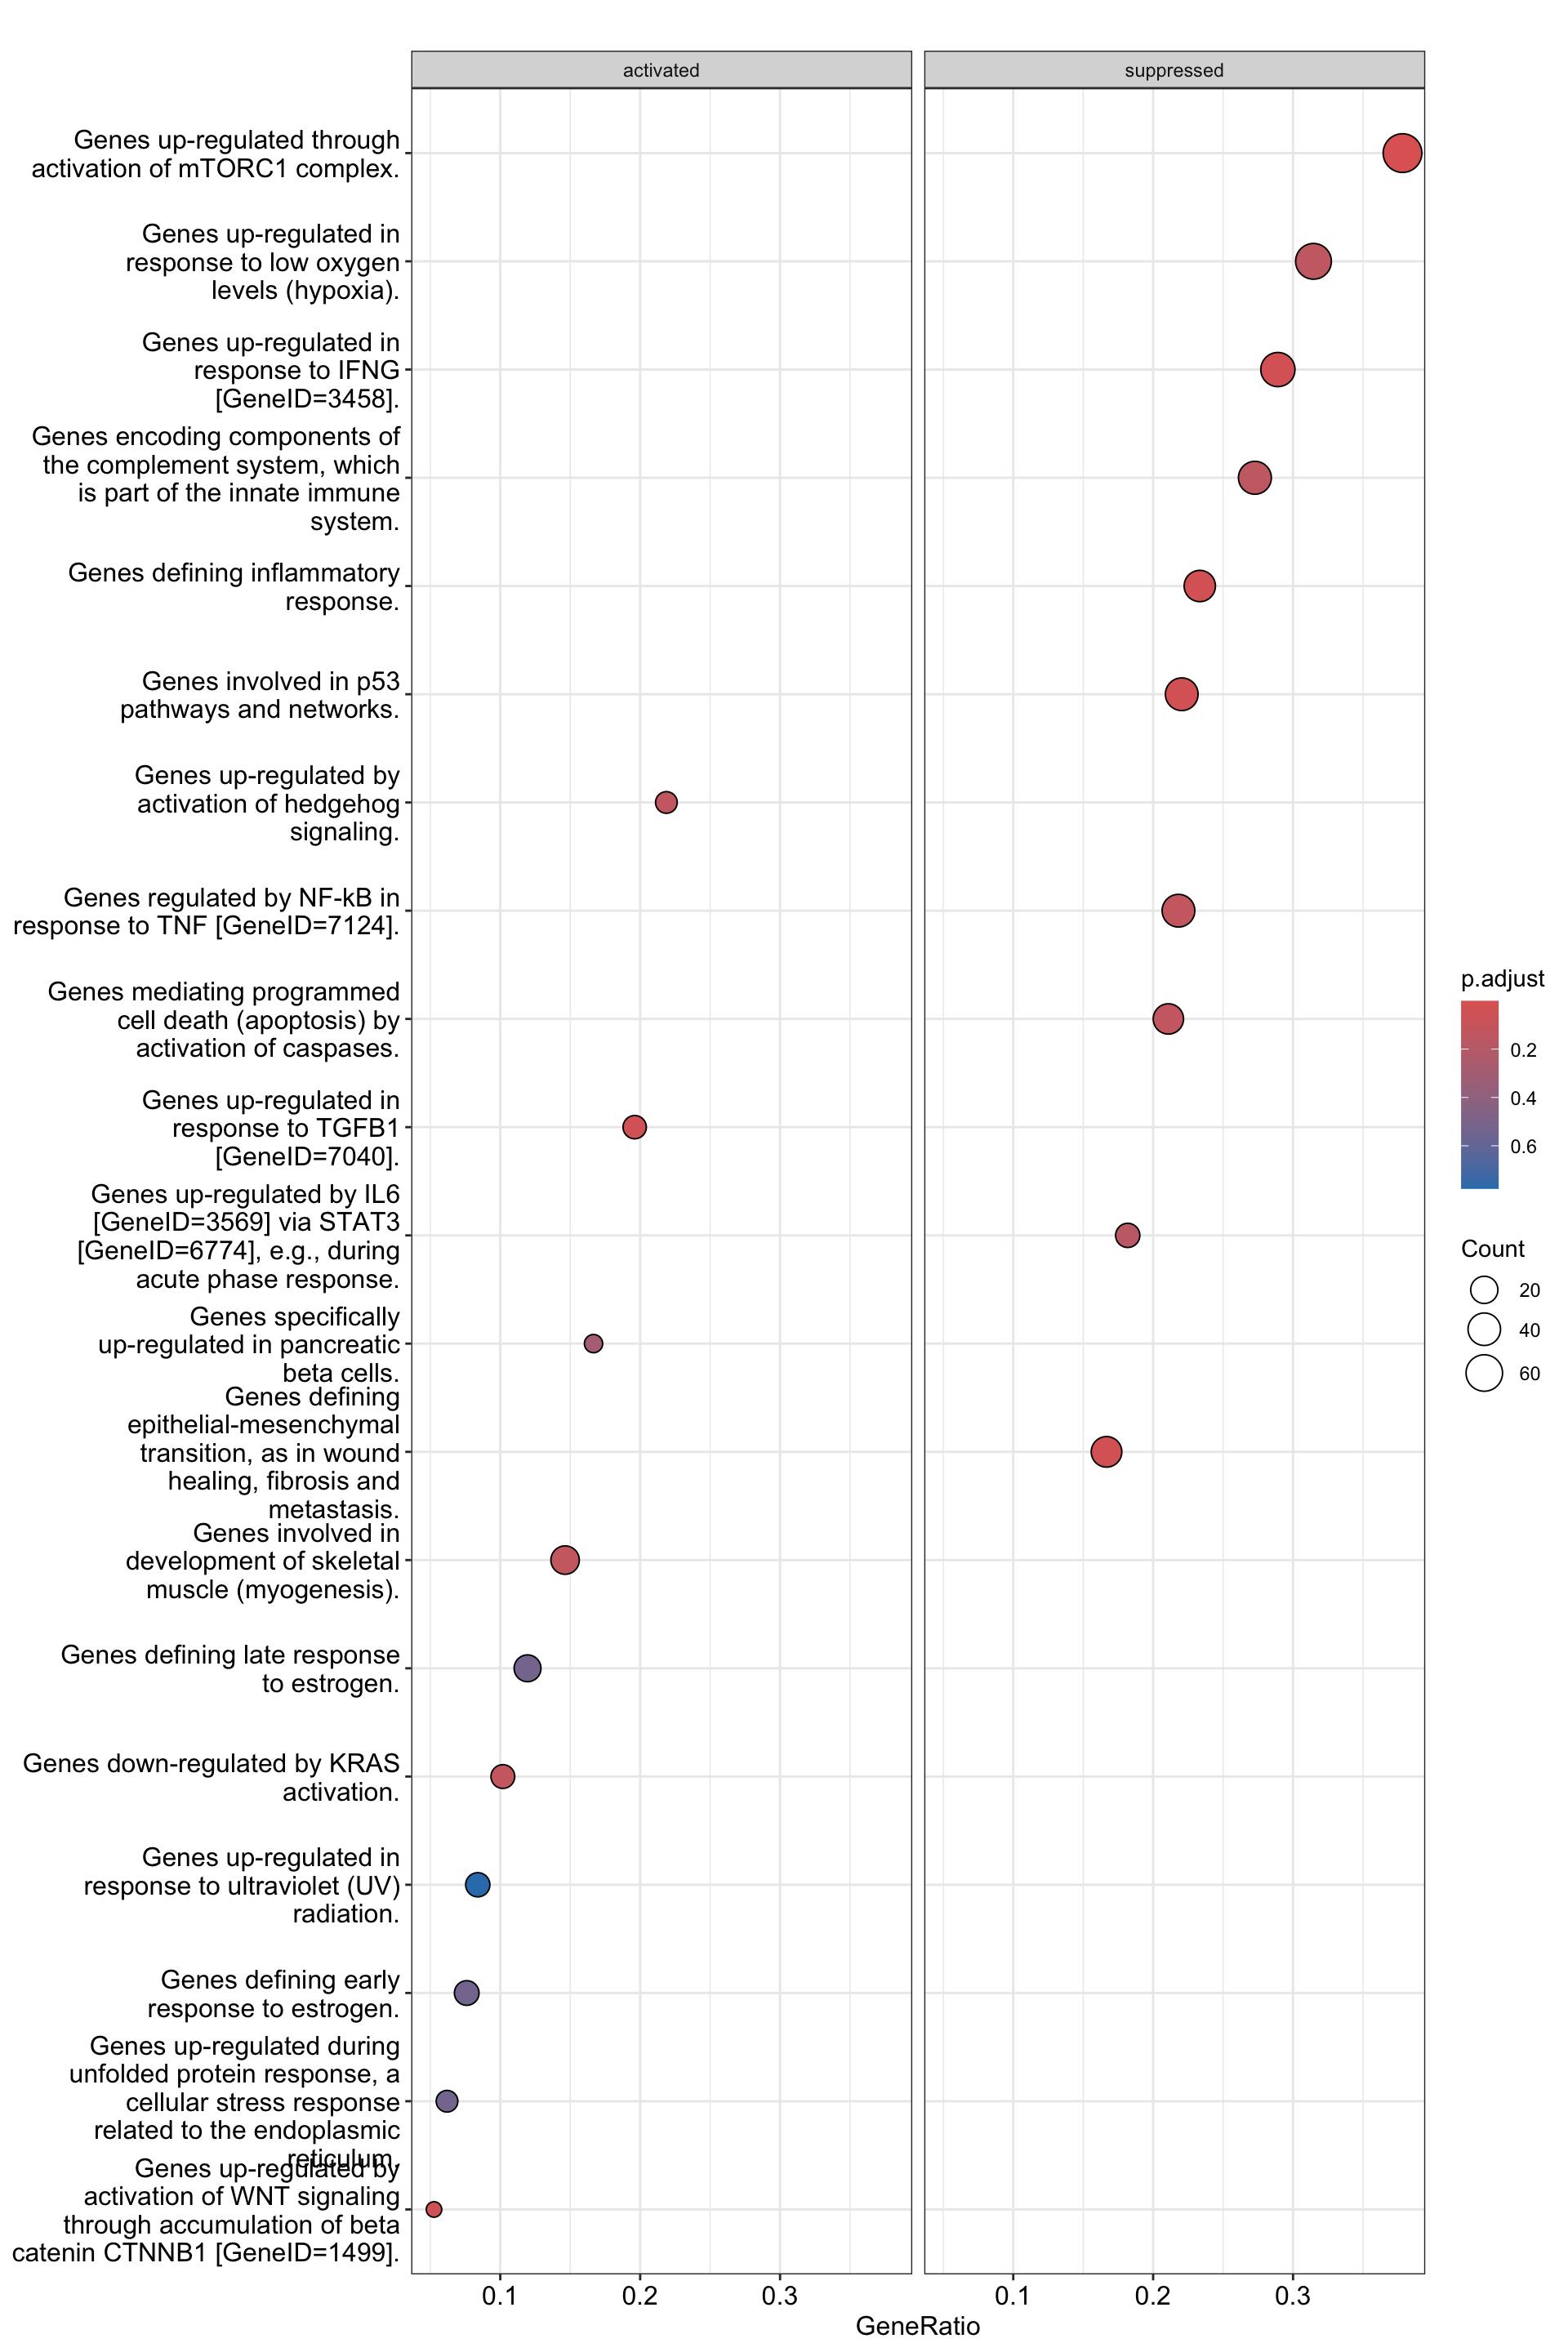 activated
suppressed
Genes up-regulated through
activation of mTORC1 complex.
Genes up-regulated in
response to low oxygen
levels (hypoxia).
Genes up-regulated in
response to IFNG
[GeneID=3458].
Genes encoding components of
the complement system, which
is part of the innate immune
system.
Genes defining inflammatory
response.
Genes involved in p53
pathways and networks.
Genes up-regulated by
activation of hedgehog
signaling.
Genes regulated by NF-kB in
response to TNF [GeneID=7124].
Genes mediating programmed
cell death (apoptosis) by
activation of caspases.
Genes up-regulated in
response to TGFB1
[GeneID=7040].
Genes up-regulated by IL6
[GeneID=3569] via STAT3
[GeneID=6774], e.g., during
acute phase response.
Genes specifically
up-regulated in pancreatic
beta cells.
Genes defining
epithelial-mesenchymal
transition, as in wound
healing, fibrosis and
metastasis.
Genes involved in
development of skeletal
muscle (myogenesis).
Genes defining late response
to estrogen.
Genes down-regulated by KRAS
activation.
Genes up-regulated in
response to ultraviolet (UV)
radiation.
Genes defining early
response to estrogen.
Genes up-regulated during
unfolded protein response, a
cellular stress response
related to the endoplasmic
reticulum.
Genes up-regulated by
activation of WNT signaling
through accumulation of beta
catenin CTNNB1 [GeneID=1499].
0.1
0.2
0.3
0.1
0.2
0.3
GeneRatio
p.adjust
0.2
0.4
0.6
Count
20
40
60